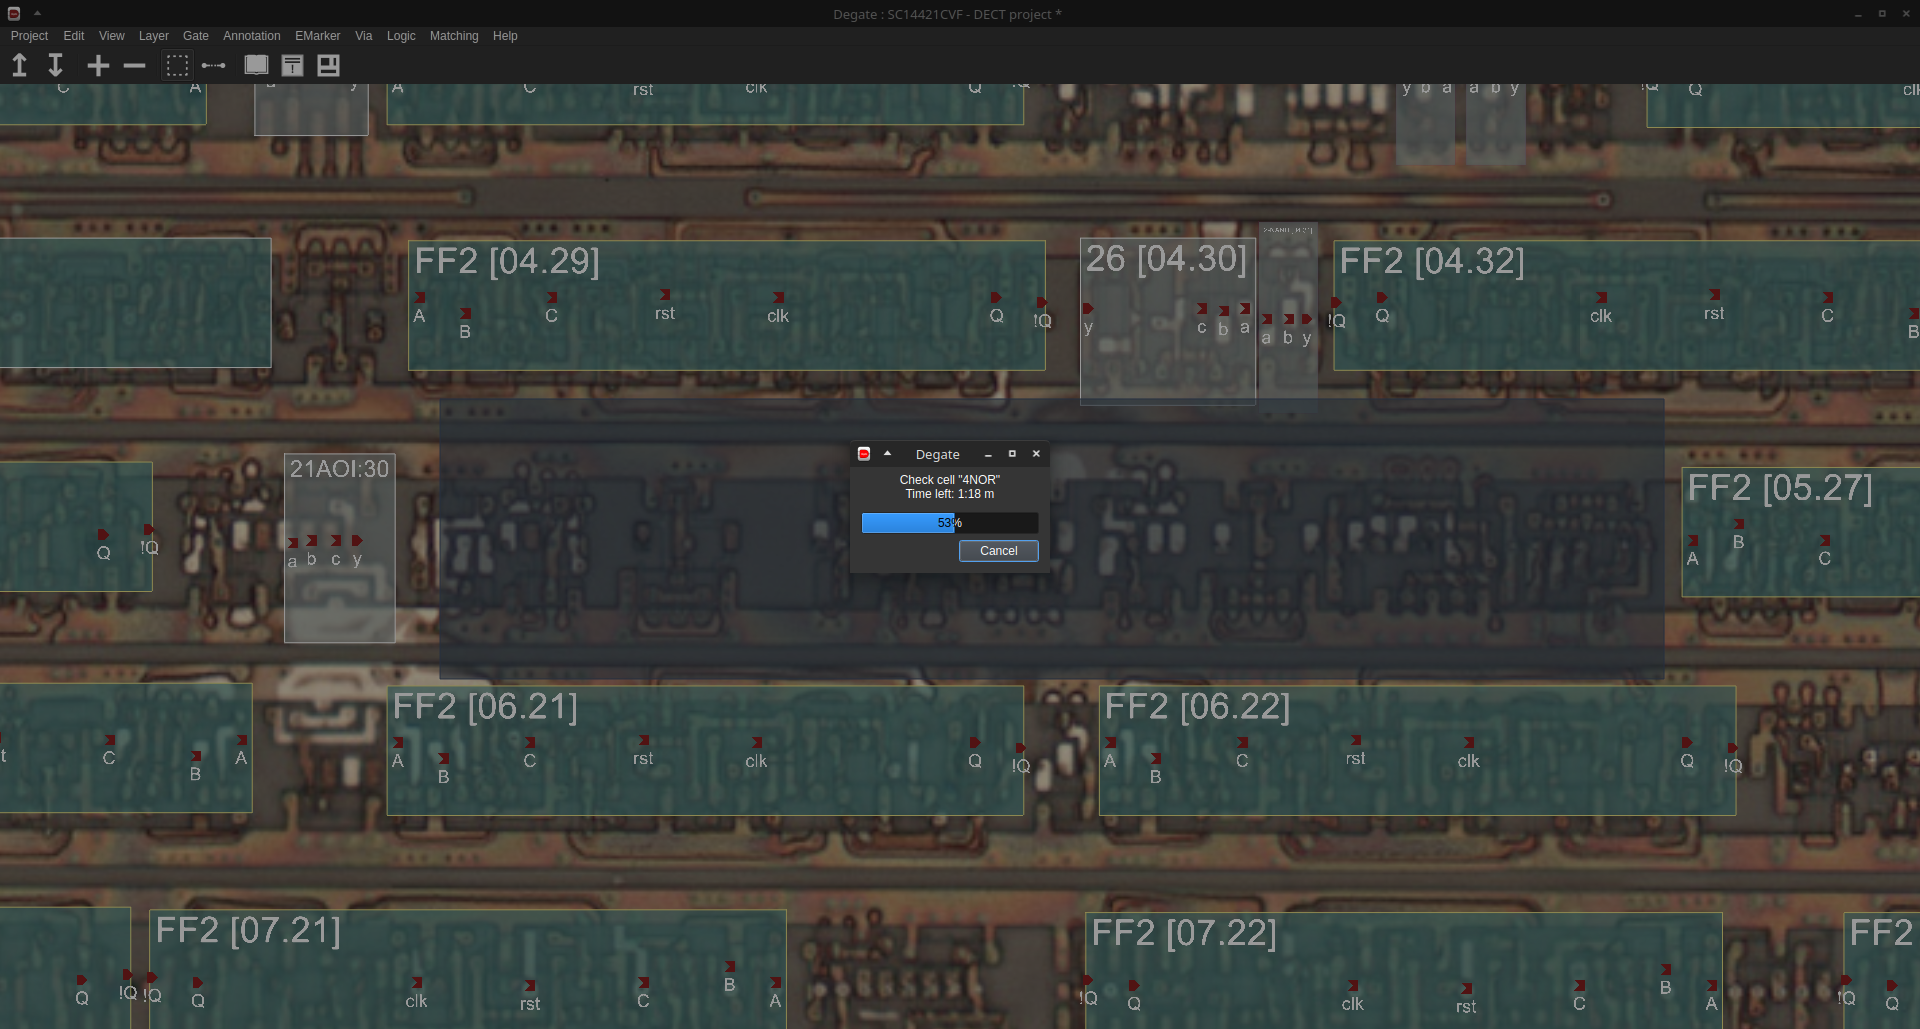 Degate : SC14421CVF - DECT project *
Project Edit View Layer Gate Annotation EMarker Via Logic Matching Help
C A y A C rst clk Q !Q y b a a b y !Q Q clk
FF2 [04.29] 26 [04.30] FF2 [04.32]
A B C rst clk Q !Q y c b a a b y !Q Q clk rst C B
Degate
Check cell "4NOR"
Time left: 1:18 m
53%
Cancel
21AOI:30 FF2 [05.27]
Q !Q a b c y A B C
FF2 [06.21] FF2 [06.22]
t C B A A B C rst clk Q !Q A B C rst clk Q !Q
FF2 [07.21] FF2 [07.22] FF2
Q !Q !Q Q clk rst C B A !Q Q clk rst C B A !Q Q